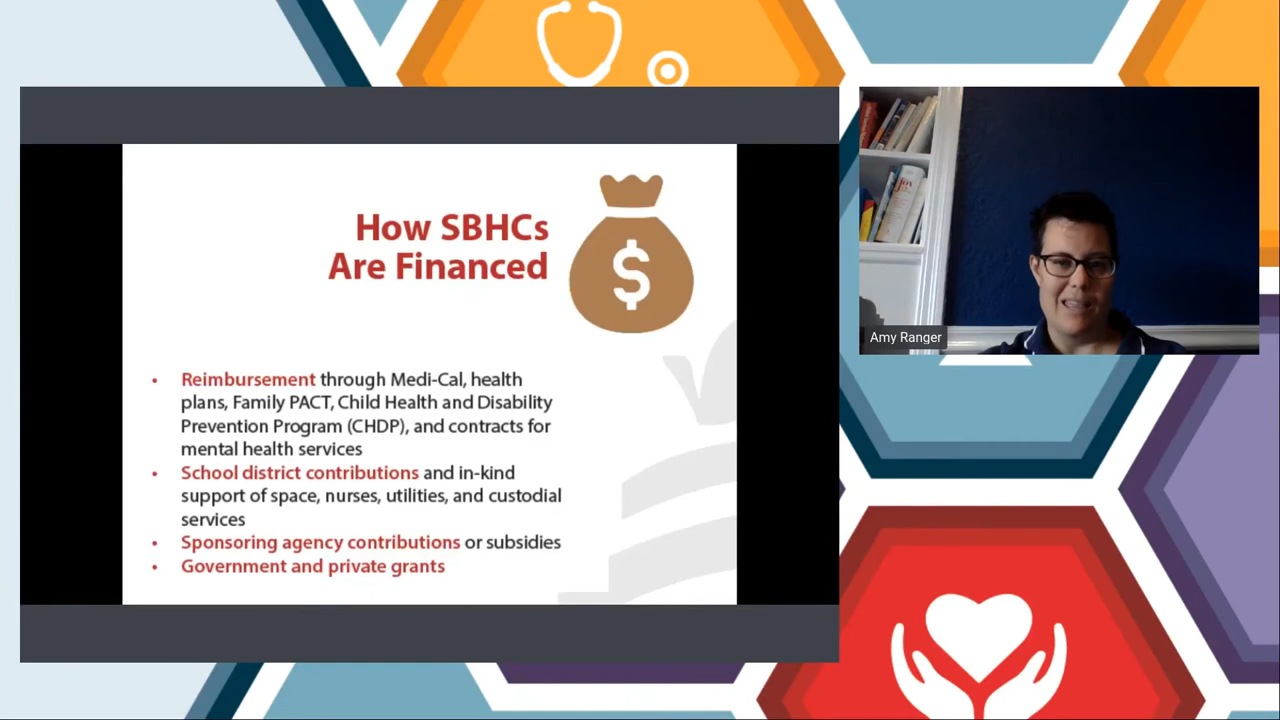 How SBHCs
Are Financed
$
• Reimbursement through Medi-Cal, health
plans, Family PACT, Child Health and Disability
Prevention Program (CHDP), and contracts for
mental health services
• School district contributions and in-kind
support of space, nurses, utilities, and custodial
services
• Sponsoring agency contributions or subsidies
• Government and private grants
Amy Ranger